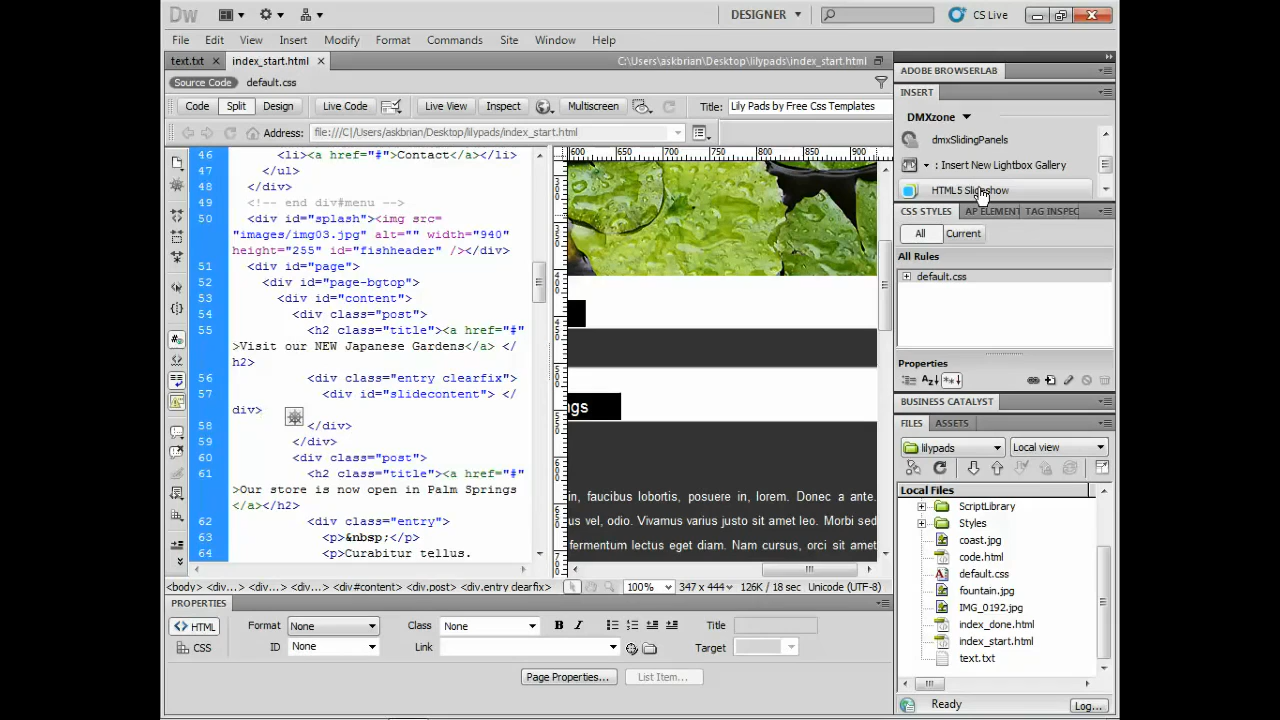 Dw
DESIGNER
CS Live
File Edit View Insert Modify Format Commands Site Window Help
text.txt × index_start.html × C:\Users\askbrian\Desktop\lilypads\index_start.html
Source Code default.css
Code Split Design Live Code Live View Inspect Multiscreen Title: Lily Pads by Free Css Templates
Address: file:///C|/Users/askbrian/Desktop/lilypads/index_start.html
600 650 700 750 800 850 900
46 <li><a href="#">Contact</a></li>
47 </ul>
48 </div>
49 <!-- end div#menu -->
50 <div id="splash"><img src=
"images/img03.jpg" alt="" width="940"
height="255" id="fishheader" /></div>
51 <div id="page">
52 <div id="page-bgtop">
53 <div id="content">
54 <div class="post">
55 <h2 class="title"><a href="#"
>Visit our NEW Japanese Gardens</a> </
h2>
56 <div class="entry clearfix">
57 <div id="slidecontent"> </
div>
58 </div>
59 </div>
60 <div class="post">
61 <h2 class="title"><a href="#"
>Our store is now open in Palm Springs
</a></h2>
62 <div class="entry">
63 <p>&nbsp;</p>
64 <p>Curabitur tellus.
ngs
in, faucibus lobortis, posuere in, lorem. Donec a ante.
us vel, odio. Vivamus varius justo sit amet leo. Morbi sed
fermentum lectus eget diam. Nam cursus, orci sit amet
<body> <div...> <div...> <div#content> <div.post> <div.entry clearfix> 100% 347 x 444 126K / 18 sec Unicode (UTF-8)
PROPERTIES
<> HTML Format None Class None B I Title
CSS ID None Link Target
Page Properties... List Item...
ADOBE BROWSERLAB
INSERT
DMXzone
dmxSlidingPanels
: Insert New Lightbox Gallery
HTML5 Slideshow
CSS STYLES AP ELEMENT TAG INSPEC
All Current
All Rules
default.css
Properties
BUSINESS CATALYST
FILES ASSETS
lilypads Local view
Local Files
ScriptLibrary
Styles
coast.jpg
code.html
default.css
fountain.jpg
IMG_0192.jpg
index_done.html
index_start.html
text.txt
Ready Log...